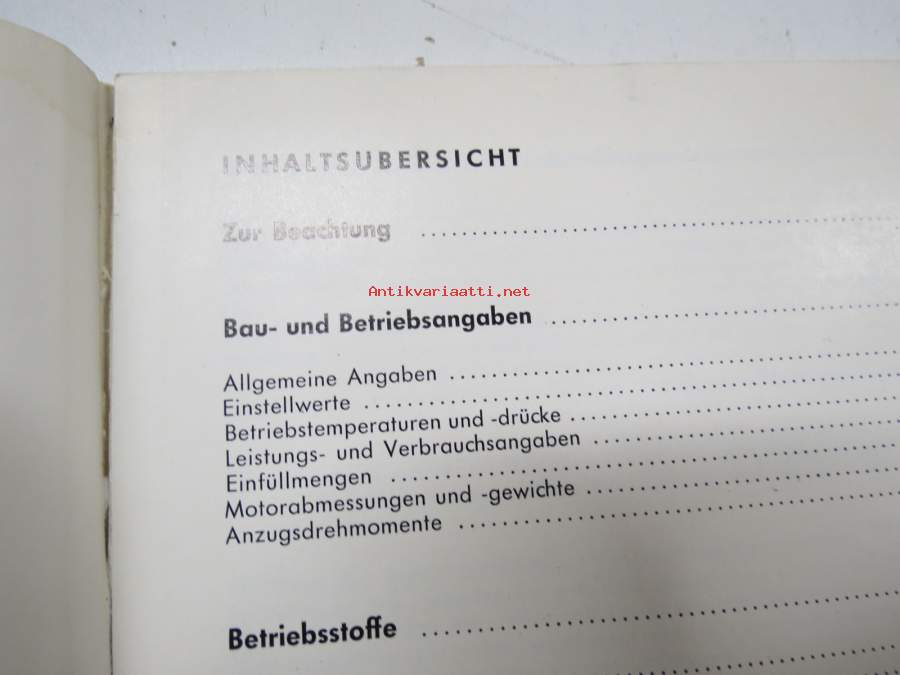 INHALTSUBERSICHT
Zur Beachtung ....................
Antikvariaatti.net
Bau- und Betriebsangaben ....................
Allgemeine Angaben ....................
Einstellwerte ....................
Betriebstemperaturen und -drücke ....................
Leistungs- und Verbrauchsangaben ....................
Einfüllmengen ....................
Motorabmessungen und -gewichte ....................
Anzugsdrehmomente ....................
Betriebsstoffe ....................